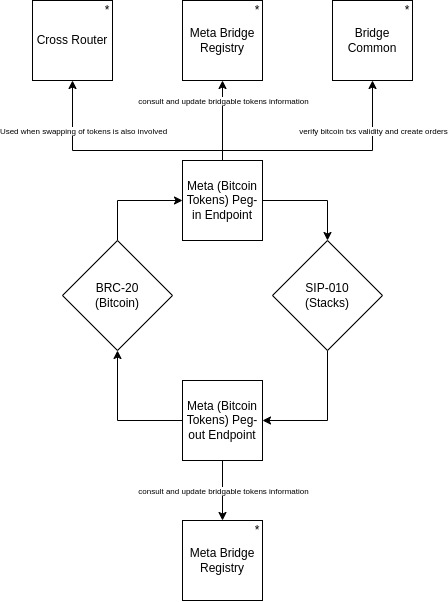 *
*
*
Cross Router
Meta Bridge
Registry
Bridge
Common
consult and update bridgable tokens information
Used when swapping of tokens is also involved
verify bitcoin txs validity and create orders
Meta (Bitcoin
Tokens) Peg-
in Endpoint
BRC-20
(Bitcoin)
SIP-010
(Stacks)
Meta (Bitcoin
Tokens) Peg-
out Endpoint
consult and update bridgable tokens information
*
Meta Bridge
Registry